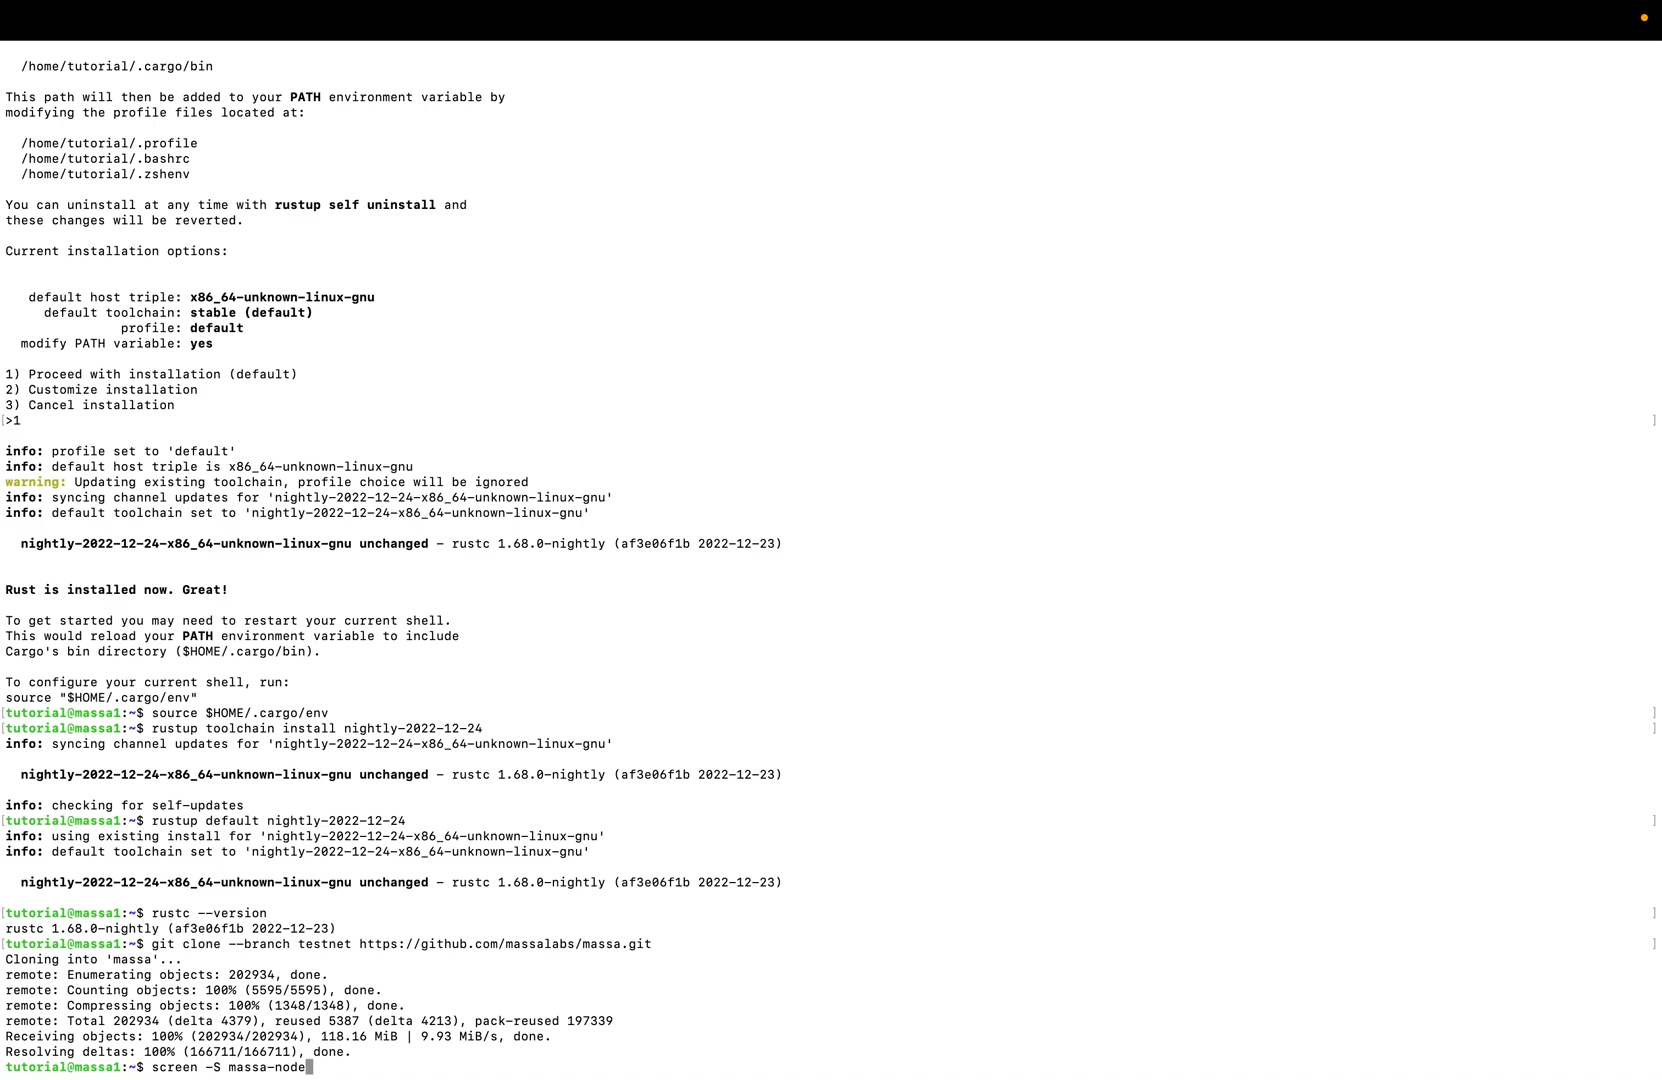 /home/tutorial/.cargo/bin
This path will then be added to your PATH environment variable by
modifying the profile files located at:
/home/tutorial/.profile
/home/tutorial/.bashrc
/home/tutorial/.zshenv
You can uninstall at any time with rustup self uninstall and
these changes will be reverted.
Current installation options:
default host triple: x86_64-unknown-linux-gnu
default toolchain: stable (default)
profile: default
modify PATH variable: yes
1) Proceed with installation (default)
2) Customize installation
3) Cancel installation
[>1 ]
info: profile set to 'default'
info: default host triple is x86_64-unknown-linux-gnu
warning: Updating existing toolchain, profile choice will be ignored
info: syncing channel updates for 'nightly-2022-12-24-x86_64-unknown-linux-gnu'
info: default toolchain set to 'nightly-2022-12-24-x86_64-unknown-linux-gnu'
nightly-2022-12-24-x86_64-unknown-linux-gnu unchanged - rustc 1.68.0-nightly (af3e06f1b 2022-12-23)
Rust is installed now. Great!
To get started you may need to restart your current shell.
This would reload your PATH environment variable to include
Cargo's bin directory ($HOME/.cargo/bin).
To configure your current shell, run:
source "$HOME/.cargo/env"
[tutorial@massa1:~$ source $HOME/.cargo/env ]
[tutorial@massa1:~$ rustup toolchain install nightly-2022-12-24 ]
info: syncing channel updates for 'nightly-2022-12-24-x86_64-unknown-linux-gnu'
nightly-2022-12-24-x86_64-unknown-linux-gnu unchanged - rustc 1.68.0-nightly (af3e06f1b 2022-12-23)
info: checking for self-updates
[tutorial@massa1:~$ rustup default nightly-2022-12-24 ]
info: using existing install for 'nightly-2022-12-24-x86_64-unknown-linux-gnu'
info: default toolchain set to 'nightly-2022-12-24-x86_64-unknown-linux-gnu'
nightly-2022-12-24-x86_64-unknown-linux-gnu unchanged - rustc 1.68.0-nightly (af3e06f1b 2022-12-23)
[tutorial@massa1:~$ rustc --version ]
rustc 1.68.0-nightly (af3e06f1b 2022-12-23)
[tutorial@massa1:~$ git clone --branch testnet https://github.com/massalabs/massa.git ]
Cloning into 'massa'...
remote: Enumerating objects: 202934, done.
remote: Counting objects: 100% (5595/5595), done.
remote: Compressing objects: 100% (1348/1348), done.
remote: Total 202934 (delta 4379), reused 5387 (delta 4213), pack-reused 197339
Receiving objects: 100% (202934/202934), 118.16 MiB | 9.93 MiB/s, done.
Resolving deltas: 100% (166711/166711), done.
tutorial@massa1:~$ screen -S massa-node